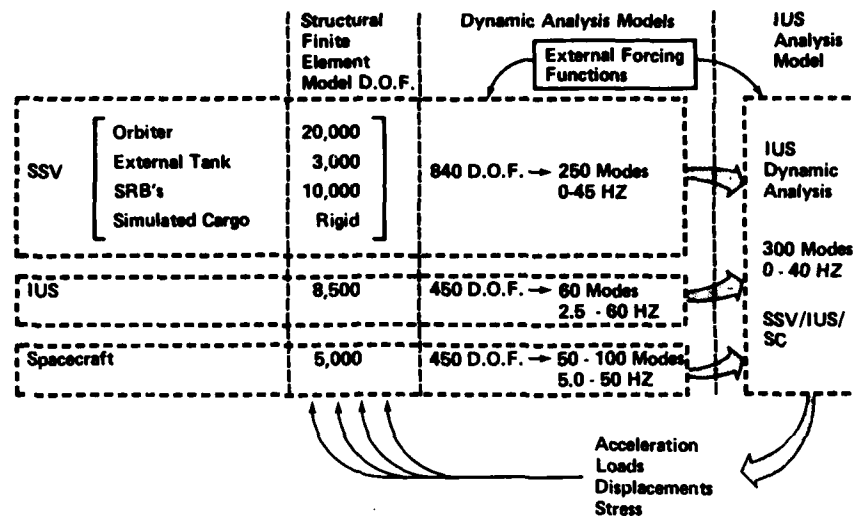 Structural
Finite
Element
Model D.O.F.
Dynamic Analysis Models
External Forcing
Functions
IUS
Analysis
Model
SSV
Orbiter 20,000
External Tank 3,000
SRB's 10,000
Simulated Cargo Rigid
840 D.O.F. → 250 Modes
0-45 HZ
IUS 8,500 450 D.O.F. → 60 Modes
2.5 - 60 HZ
Spacecraft 5,000 450 D.O.F. → 50 - 100 Modes
5.0 - 50 HZ
IUS
Dynamic
Analysis
300 Modes
0 - 40 HZ
SSV/IUS/
SC
Acceleration
Loads
Displacements
Stress